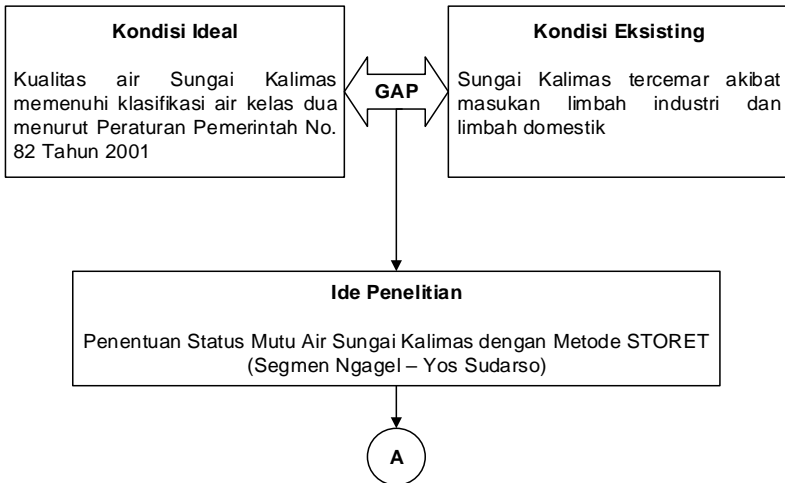 Kondisi Ideal
Kualitas air Sungai Kalimas
memenuhi klasifikasi air kelas dua
menurut Peraturan Pemerintah No.
82 Tahun 2001
GAP
Kondisi Eksisting
Sungai Kalimas tercemar akibat
masukan limbah industri dan
limbah domestik
Ide Penelitian
Penentuan Status Mutu Air Sungai Kalimas dengan Metode STORET
(Segmen Ngagel – Yos Sudarso)
A